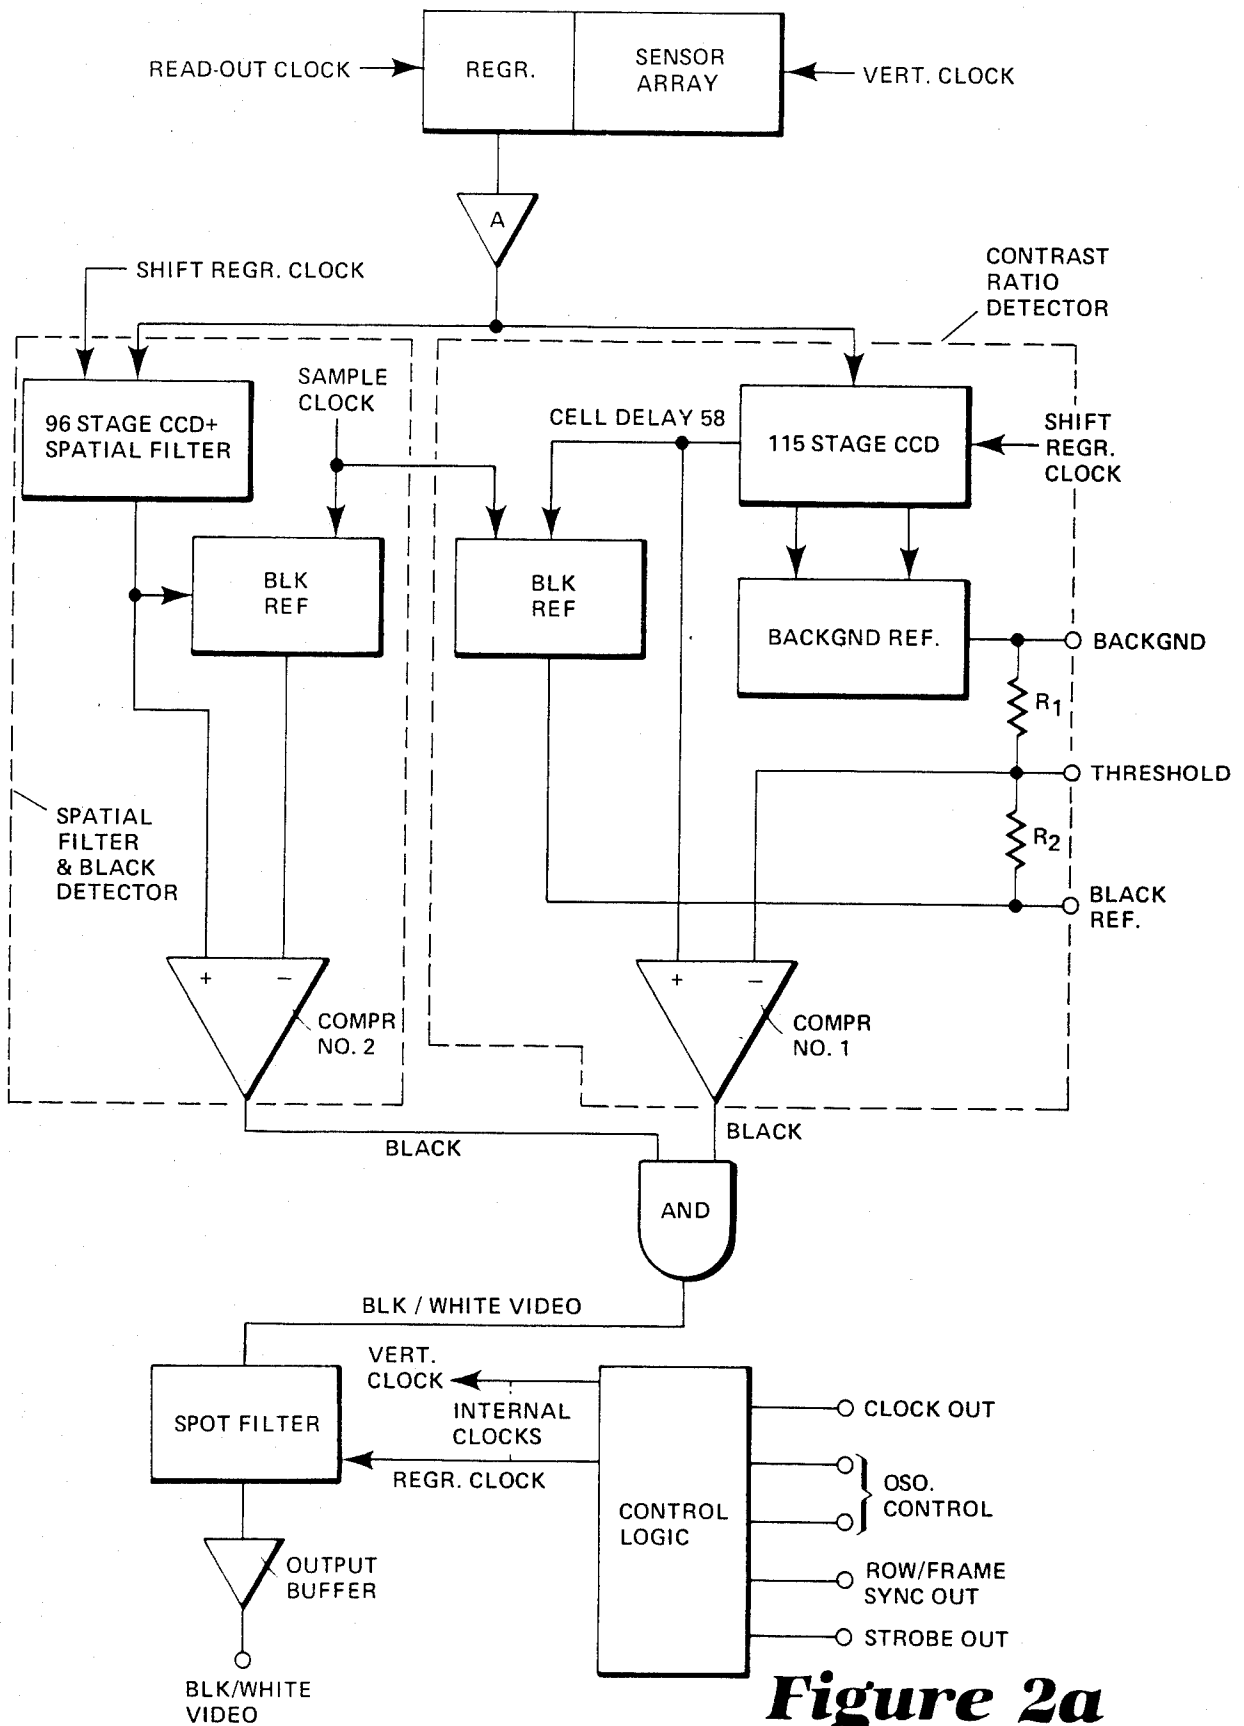 READ-OUT CLOCK
REGR.
SENSOR
ARRAY
VERT. CLOCK
A
SHIFT REGR. CLOCK
CONTRAST
RATIO
DETECTOR
SAMPLE
CLOCK
96 STAGE CCD+
SPATIAL FILTER
CELL DELAY 58
115 STAGE CCD
SHIFT
REGR.
CLOCK
BLK
REF
BLK
REF
BACKGND REF.
BACKGND
R1
THRESHOLD
R2
BLACK
REF.
SPATIAL
FILTER
& BLACK
DETECTOR
+
−
COMPR
NO. 2
+
−
COMPR
NO. 1
BLACK
BLACK
AND
BLK / WHITE VIDEO
VERT.
CLOCK
INTERNAL
CLOCKS
REGR. CLOCK
SPOT FILTER
CONTROL
LOGIC
CLOCK OUT
OSO.
CONTROL
ROW/FRAME
SYNC OUT
STROBE OUT
OUTPUT
BUFFER
BLK/WHITE
VIDEO
Figure 2a